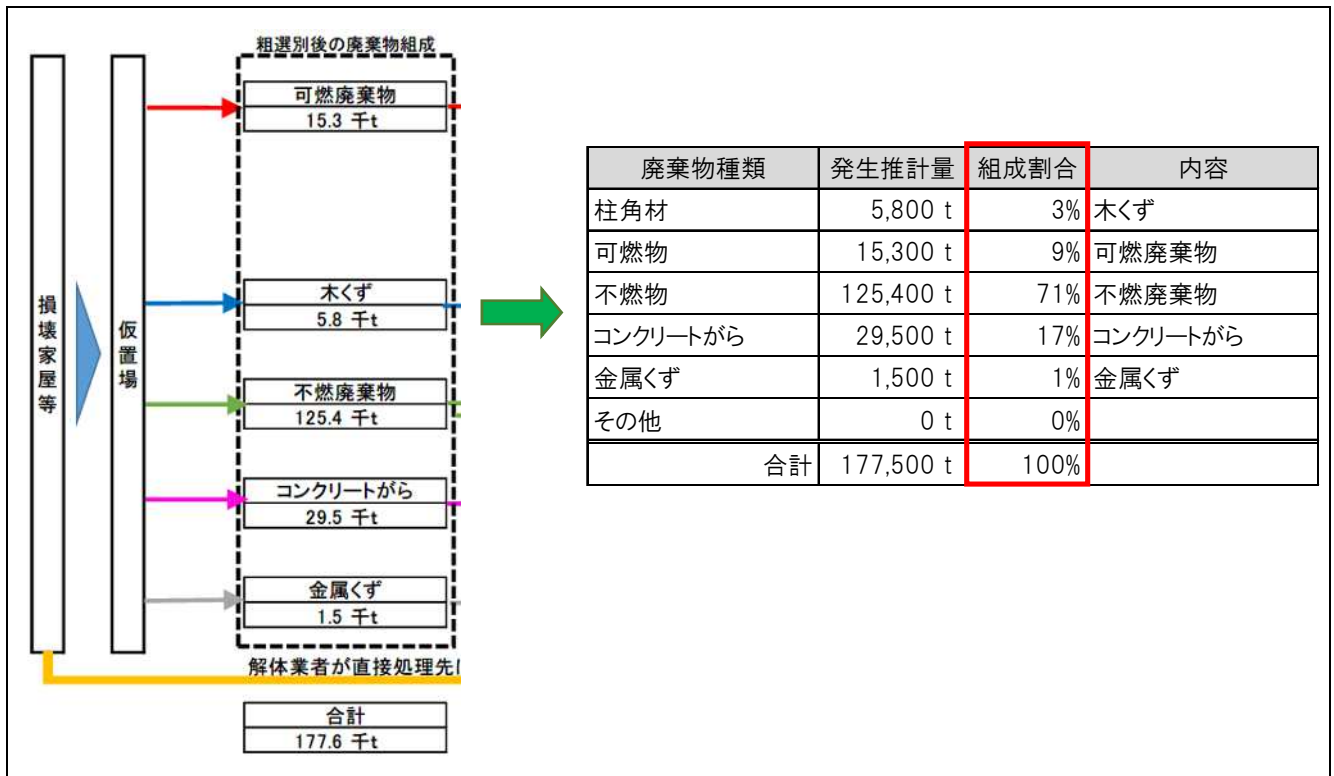 粗選別後の廃棄物組成
損壊家屋等
仮置場
可燃廃棄物
15.3 千t
木くず
5.8 千t
不燃廃棄物
125.4 千t
コンクリートがら
29.5 千t
金属くず
1.5 千t
解体業者が直接処理先
合計
177.6 千t
廃棄物種類 発生推計量 組成割合 内容
柱角材 5,800 t 3% 木くず
可燃物 15,300 t 9% 可燃廃棄物
不燃物 125,400 t 71% 不燃廃棄物
コンクリートがら 29,500 t 17% コンクリートがら
金属くず 1,500 t 1% 金属くず
その他 0 t 0%
合計 177,500 t 100%